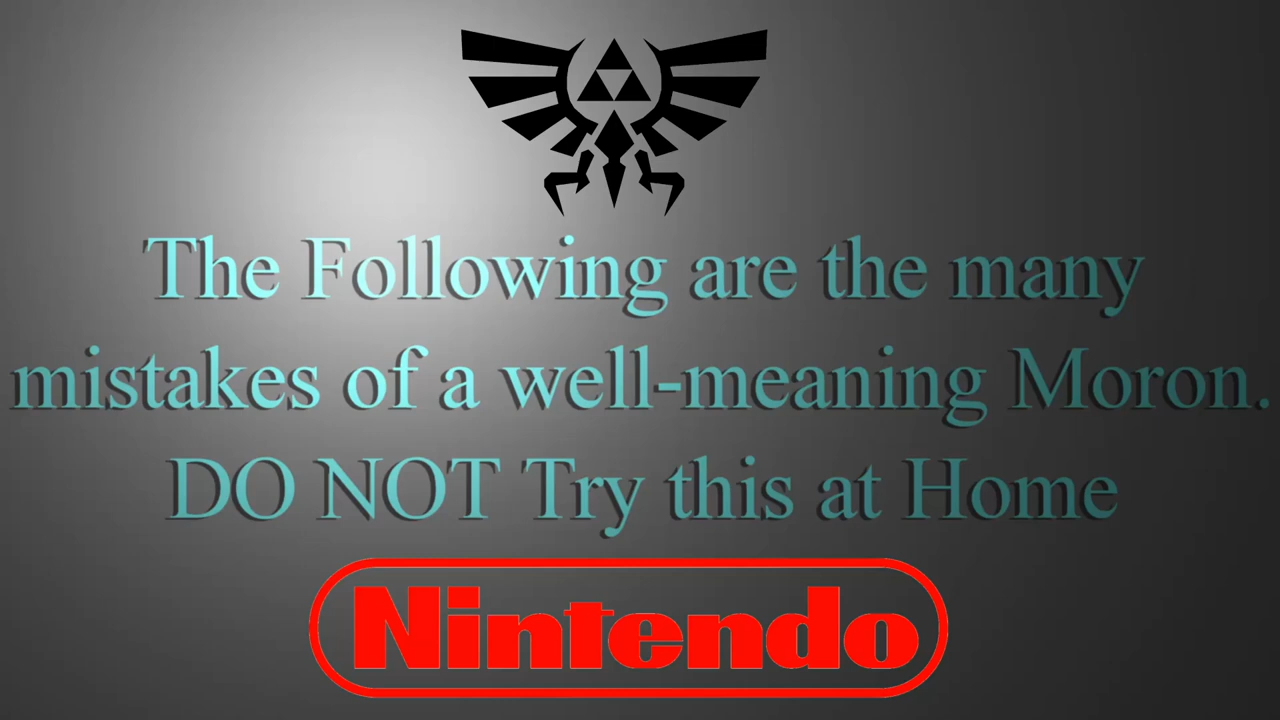 The Following are the many
mistakes of a well-meaning Moron.
DO NOT Try this at Home
Nintendo